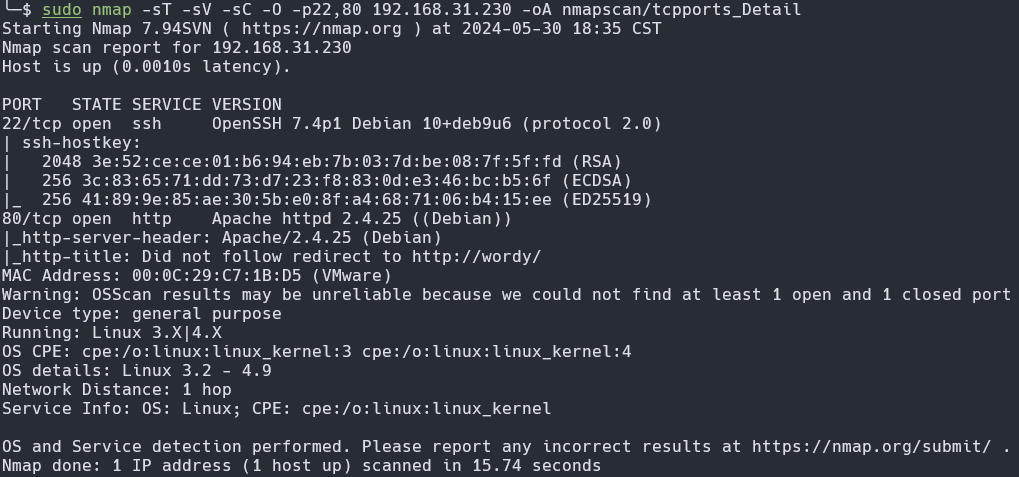 └─$ sudo nmap -sT -sV -sC -O -p22,80 192.168.31.230 -oA nmapscan/tcpports_Detail
Starting Nmap 7.94SVN ( https://nmap.org ) at 2024-05-30 18:35 CST
Nmap scan report for 192.168.31.230
Host is up (0.0010s latency).

PORT   STATE SERVICE VERSION
22/tcp open  ssh     OpenSSH 7.4p1 Debian 10+deb9u6 (protocol 2.0)
| ssh-hostkey:
|   2048 3e:52:ce:ce:01:b6:94:eb:7b:03:7d:be:08:7f:5f:fd (RSA)
|   256 3c:83:65:71:dd:73:d7:23:f8:83:0d:e3:46:bc:b5:6f (ECDSA)
|_  256 41:89:9e:85:ae:30:5b:e0:8f:a4:68:71:06:b4:15:ee (ED25519)
80/tcp open  http    Apache httpd 2.4.25 ((Debian))
|_http-server-header: Apache/2.4.25 (Debian)
|_http-title: Did not follow redirect to http://wordy/
MAC Address: 00:0C:29:C7:1B:D5 (VMware)
Warning: OSScan results may be unreliable because we could not find at least 1 open and 1 closed port
Device type: general purpose
Running: Linux 3.X|4.X
OS CPE: cpe:/o:linux:linux_kernel:3 cpe:/o:linux:linux_kernel:4
OS details: Linux 3.2 - 4.9
Network Distance: 1 hop
Service Info: OS: Linux; CPE: cpe:/o:linux:linux_kernel

OS and Service detection performed. Please report any incorrect results at https://nmap.org/submit/ .
Nmap done: 1 IP address (1 host up) scanned in 15.74 seconds